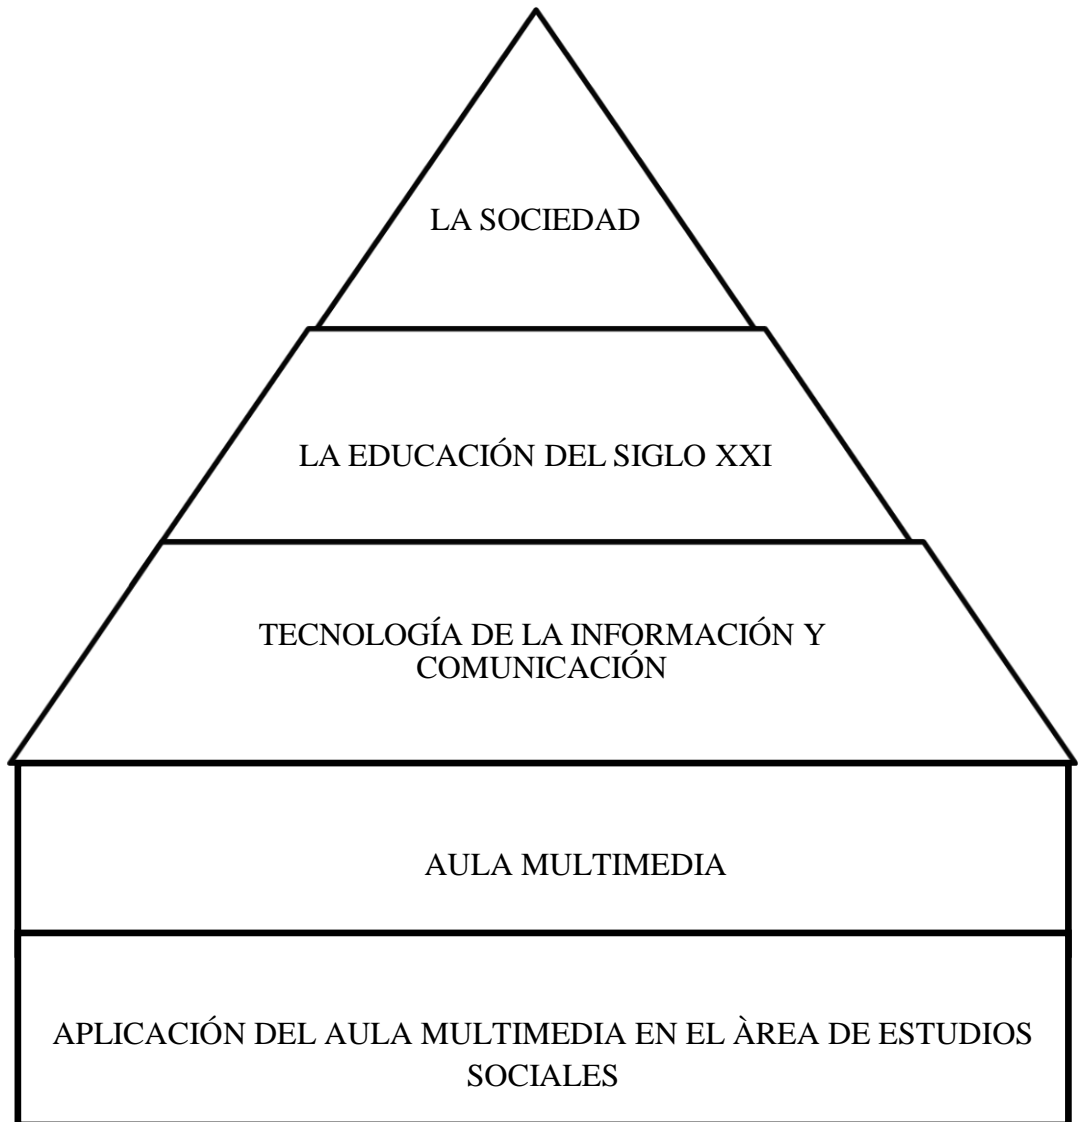 LA SOCIEDAD
LA EDUCACIÓN DEL SIGLO XXI
TECNOLOGÍA DE LA INFORMACIÓN Y
COMUNICACIÓN
AULA MULTIMEDIA
APLICACIÓN DEL AULA MULTIMEDIA EN EL ÀREA DE ESTUDIOS
SOCIALES